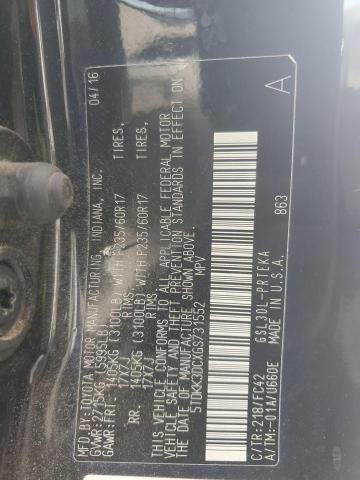 MFD.BY:TOYOTA MOTOR MANUFACTURING, INDIANA, INC. 04/16
GVWR:2715KG (5995LB)
GAWR:FRT. 1405KG (3100LB) WITH P235/60R17 TIRES,
17X7J RIMS
RR. 1405KG (3100LB) WITH P235/60R17 TIRES,
17X7J RIMS
THIS VEHICLE CONFORMS TO ALL APPLICABLE FEDERAL MOTOR
VEHICLE SAFETY AND THEFT PREVENTION STANDARDS IN EFFECT ON
THE DATE OF MANUFACTURE SHOWN ABOVE.
5TDKK3DCXGS731552 MPV
A
863
C/TR:218/FC42 GSL30L-PRTEKA
A/TM:-01A/U660E MADE IN U.S.A.